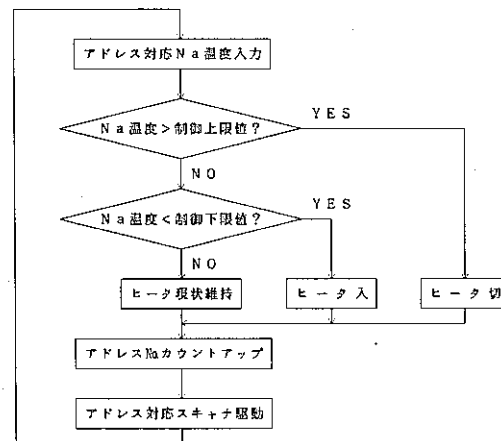 アドレス対応Na温度入力
Na温度>制御上限値?
YES
NO
Na温度<制御下限値?
YES
NO
ヒータ現状維持
ヒータ入
ヒータ切
アドレス№カウントアップ
アドレス対応スキャナ駆動